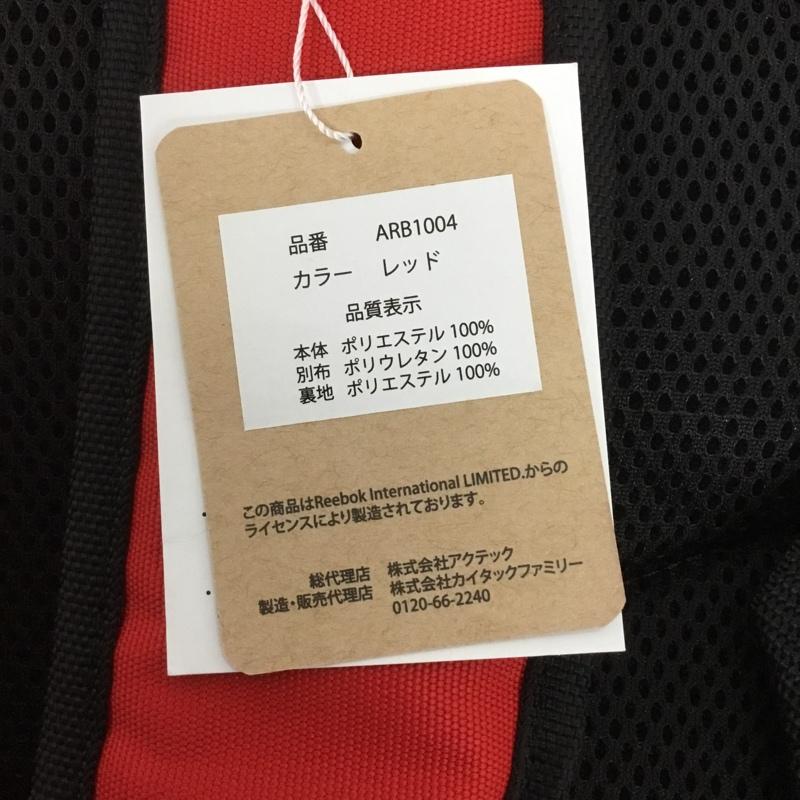 品番 ARB1004
カラー レッド
品質表示
本体 ポリエステル 100%
別布 ポリウレタン 100%
裏地 ポリエステル 100%
この商品はReebok International LIMITED.からの
ライセンスにより製造されております。
総代理店 株式会社アクテック
製造・販売代理店 株式会社カイタックファミリー
0120-66-2240